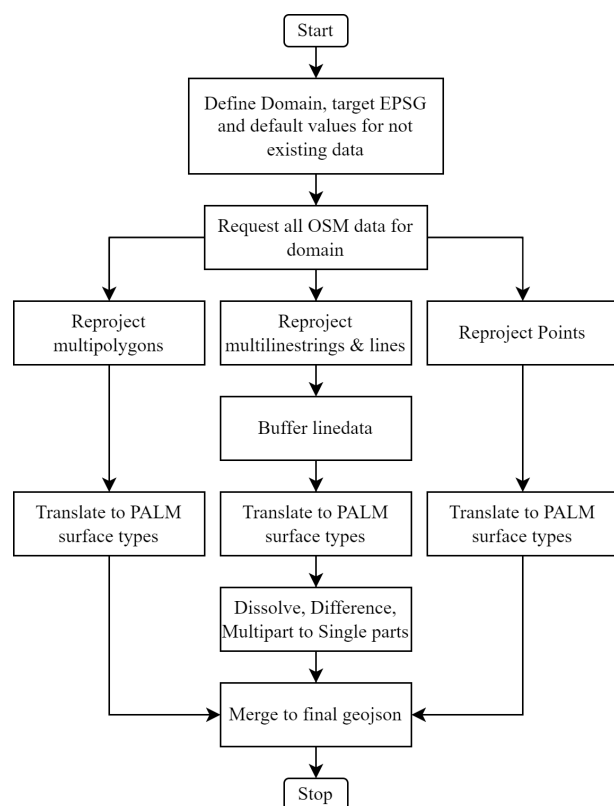 Start
Define Domain, target EPSG
and default values for not
existing data
Request all OSM data for
domain
Reproject
multipolygons
Reproject
multilinestrings & lines
Reproject Points
Buffer linedata
Translate to PALM
surface types
Translate to PALM
surface types
Translate to PALM
surface types
Dissolve, Difference,
Multipart to Single parts
Merge to final geojson
Stop